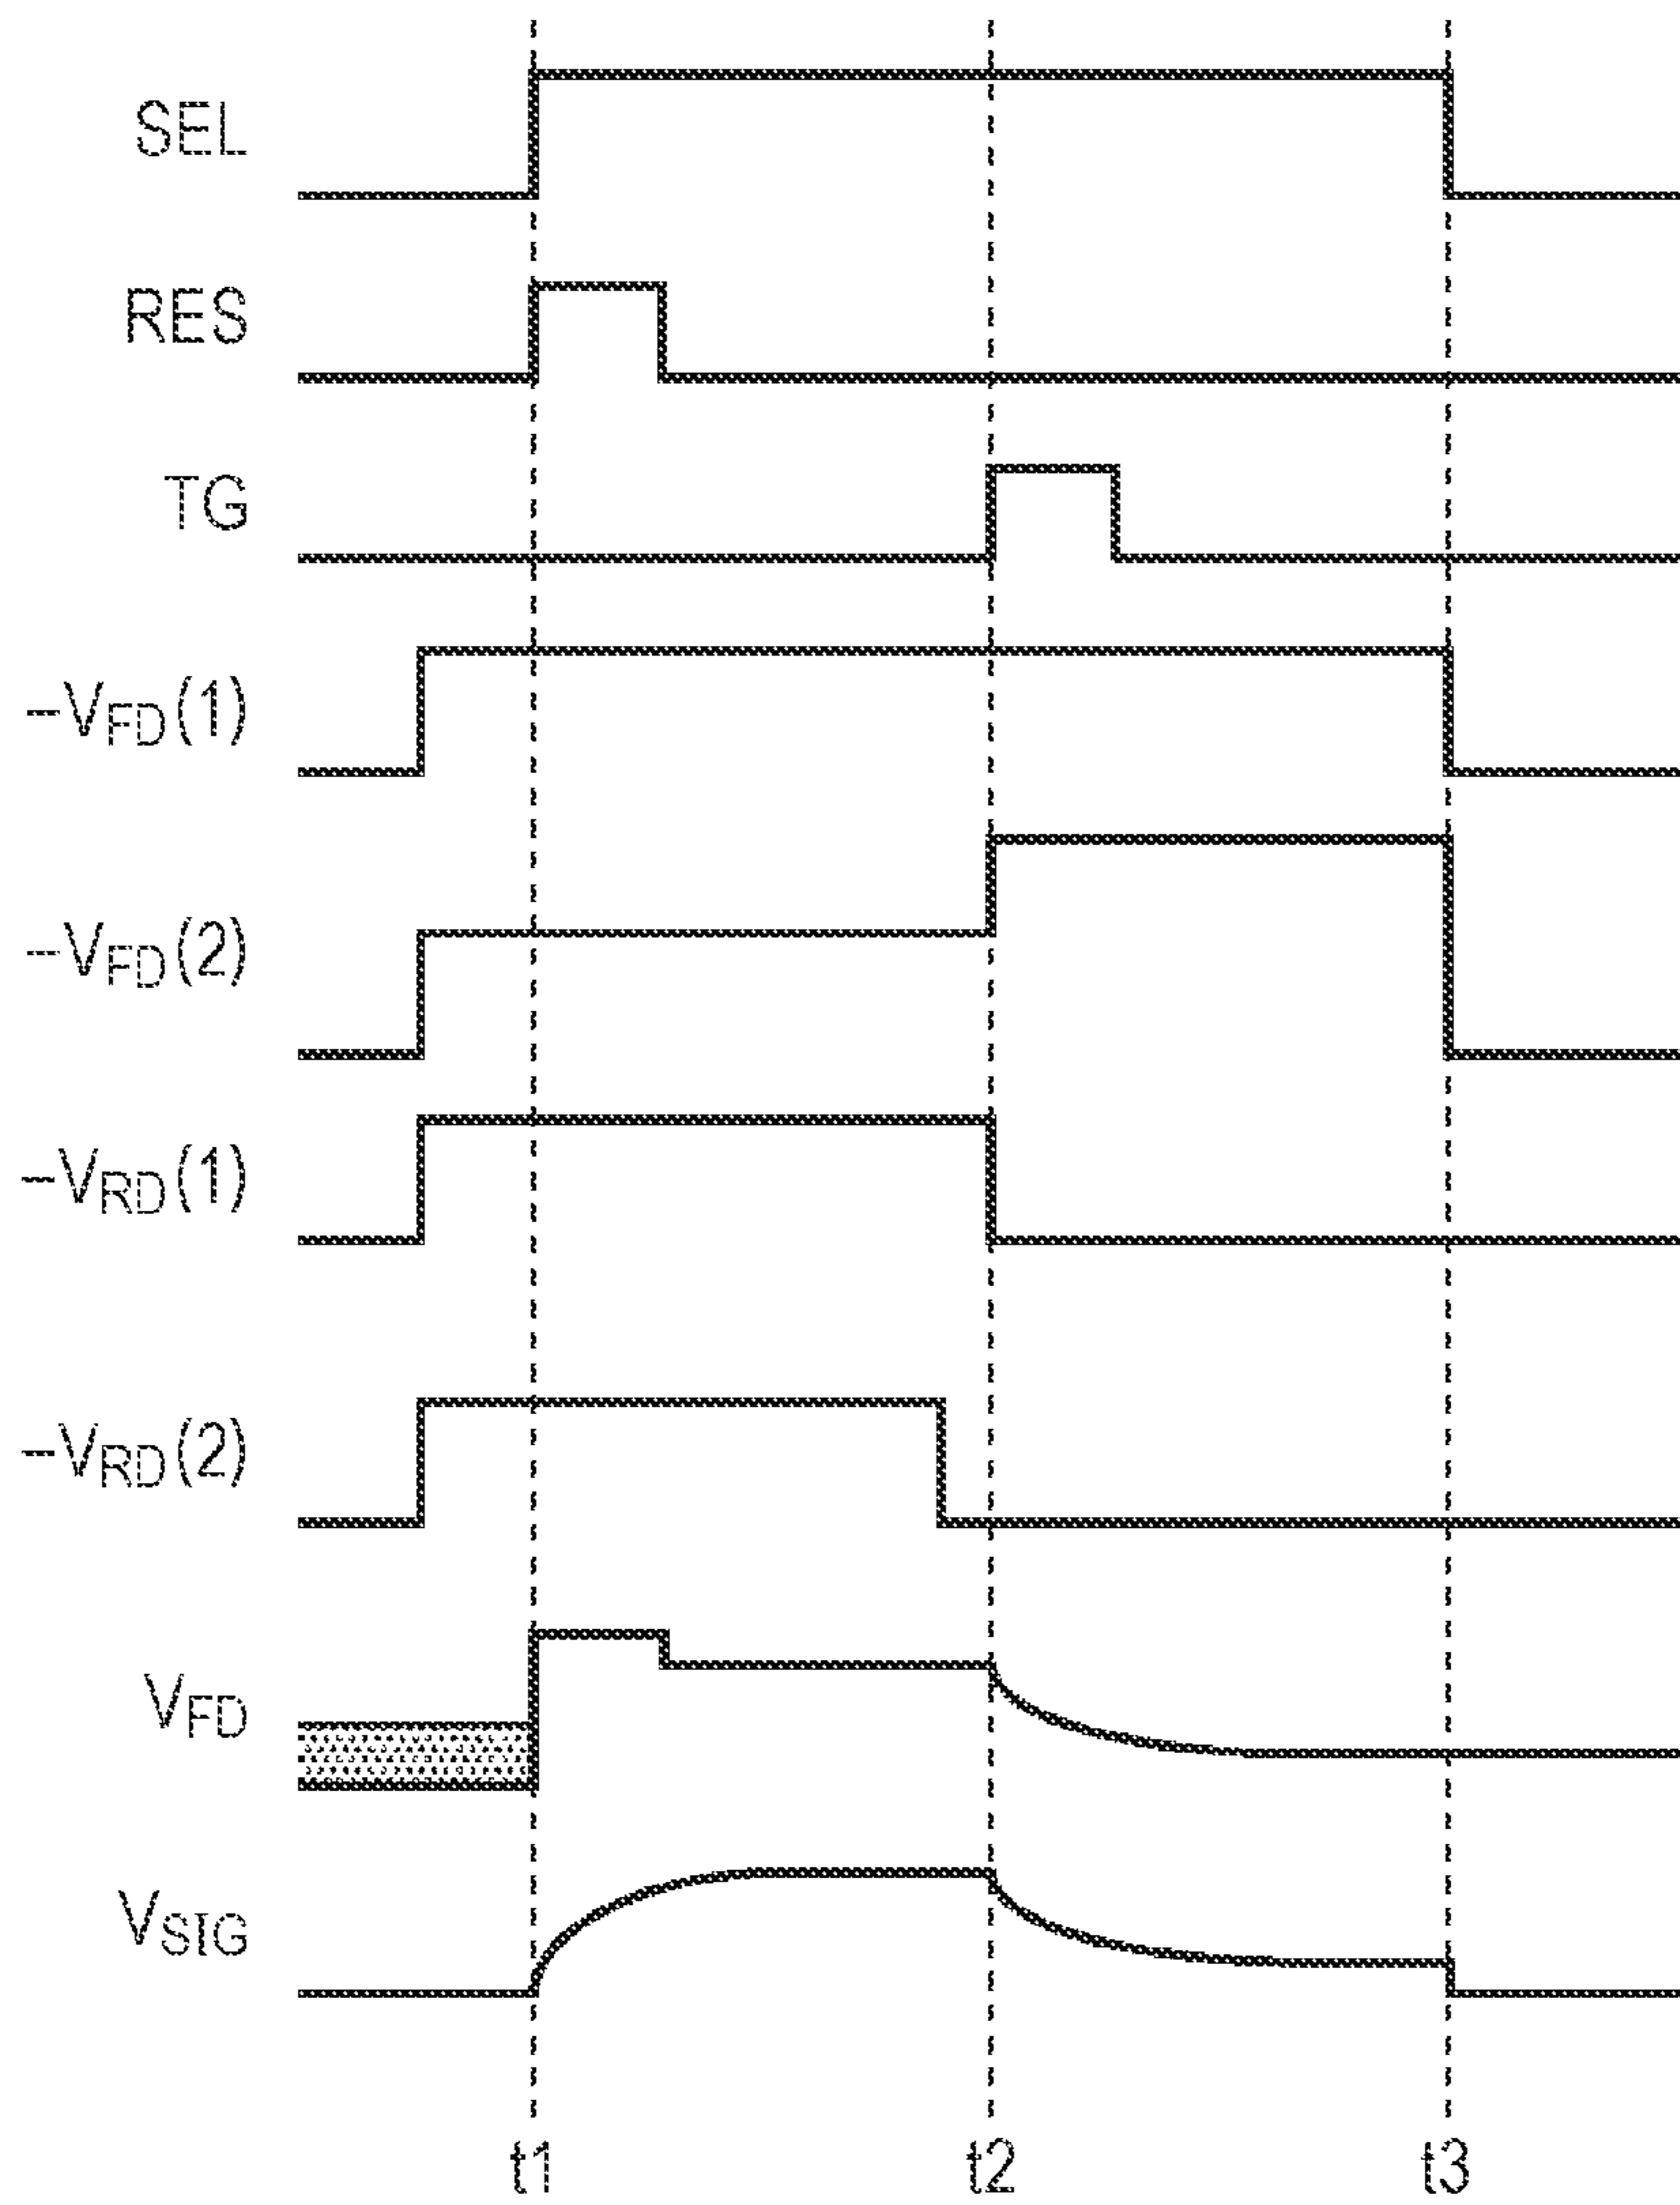 SEL
RES
TG
-VFD(1)
-VFD(2)
-VRD(1)
-VRD(2)
VFD
VSIG
t1 t2 t3